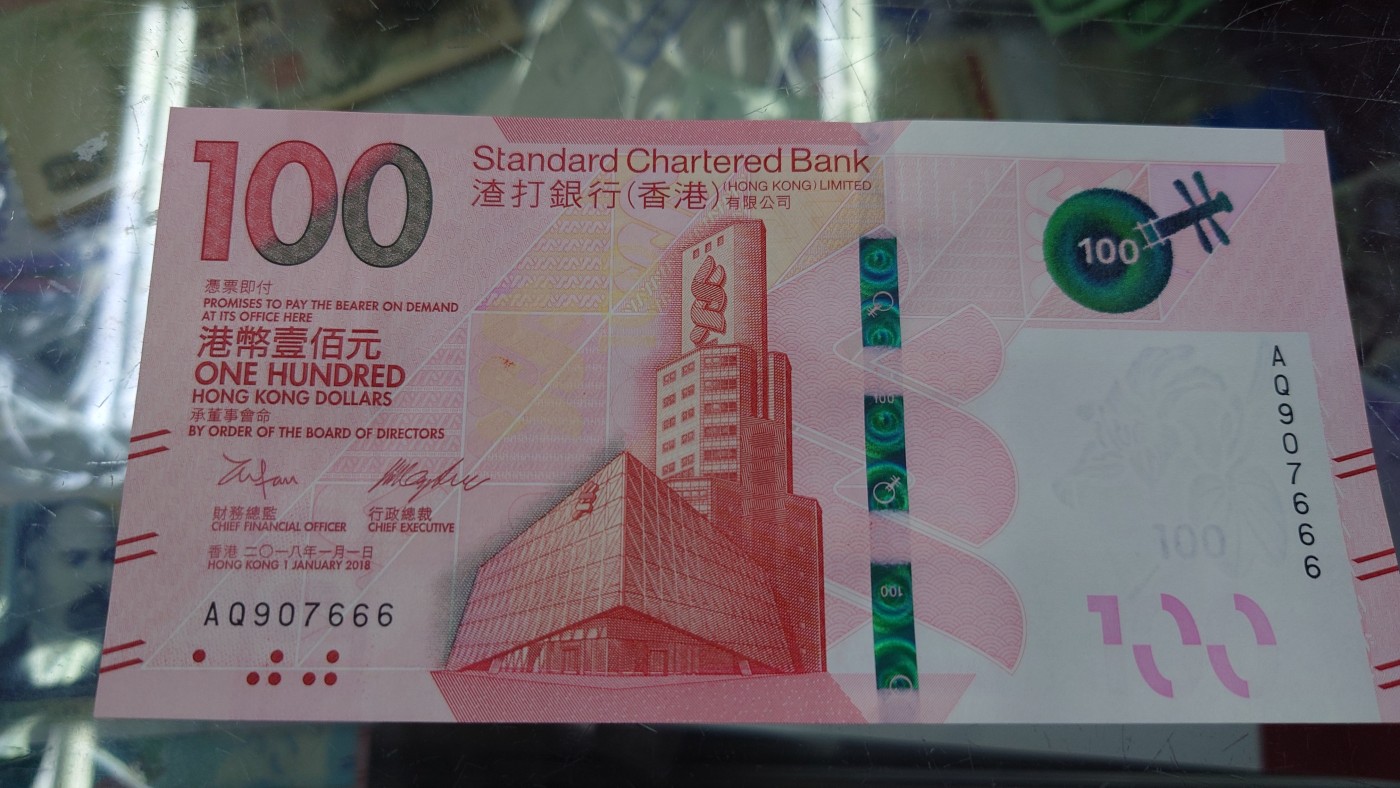 100
Standard Chartered Bank
渣打銀行(香港) (HONG KONG) LIMITED
有限公司
100
憑票即付
PROMISES TO PAY THE BEARER ON DEMAND
AT ITS OFFICE HERE
港幣壹佰元
ONE HUNDRED
HONG KONG DOLLARS
承董事會命
BY ORDER OF THE BOARD OF DIRECTORS
財務總監 行政總裁
CHIEF FINANCIAL OFFICER CHIEF EXECUTIVE
香港 二〇一八年一月一日
HONG KONG 1 JANUARY 2018
AQ907666
100
100
AQ907666
100
100